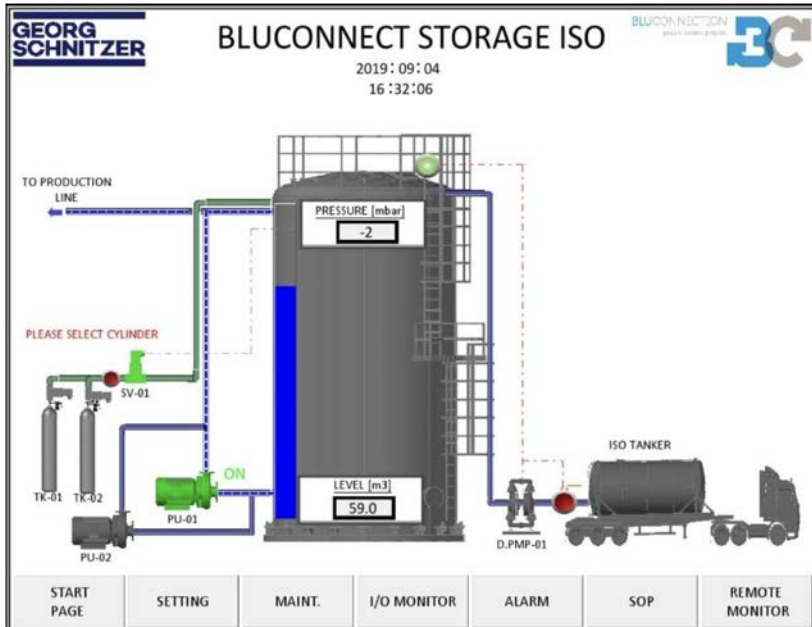 GEORG
SCHNITZER
BLUCONNECT STORAGE ISO
BLUCONNECTION
3C
2019:09:04
16:32:06
TO PRODUCTION
LINE
PRESSURE [mbar]
-2
PLEASE SELECT CYLINDER
SV-01
ISO TANKER
TK-01
TK-02
ON
PU-01
LEVEL [m3]
59.0
PU-02
D.PMP-01
START
PAGE
SETTING
MAINT.
I/O MONITOR
ALARM
SOP
REMOTE
MONITOR